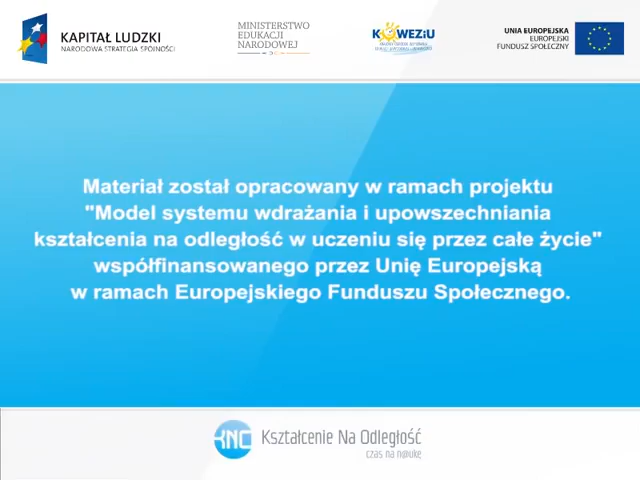 KAPITAŁ LUDZKI
NARODOWA STRATEGIA SPÓJNOŚCI
MINISTERSTWO
EDUKACJI
NARODOWEJ
KOWEZiU
UNIA EUROPEJSKA
EUROPEJSKI
FUNDUSZ SPOŁECZNY
Materiał został opracowany w ramach projektu
"Model systemu wdrażania i upowszechniania
kształcenia na odległość w uczeniu się przez całe życie"
współfinansowanego przez Unię Europejską
w ramach Europejskiego Funduszu Społecznego.
KNO Kształcenie Na Odległość
czas na n@ukę